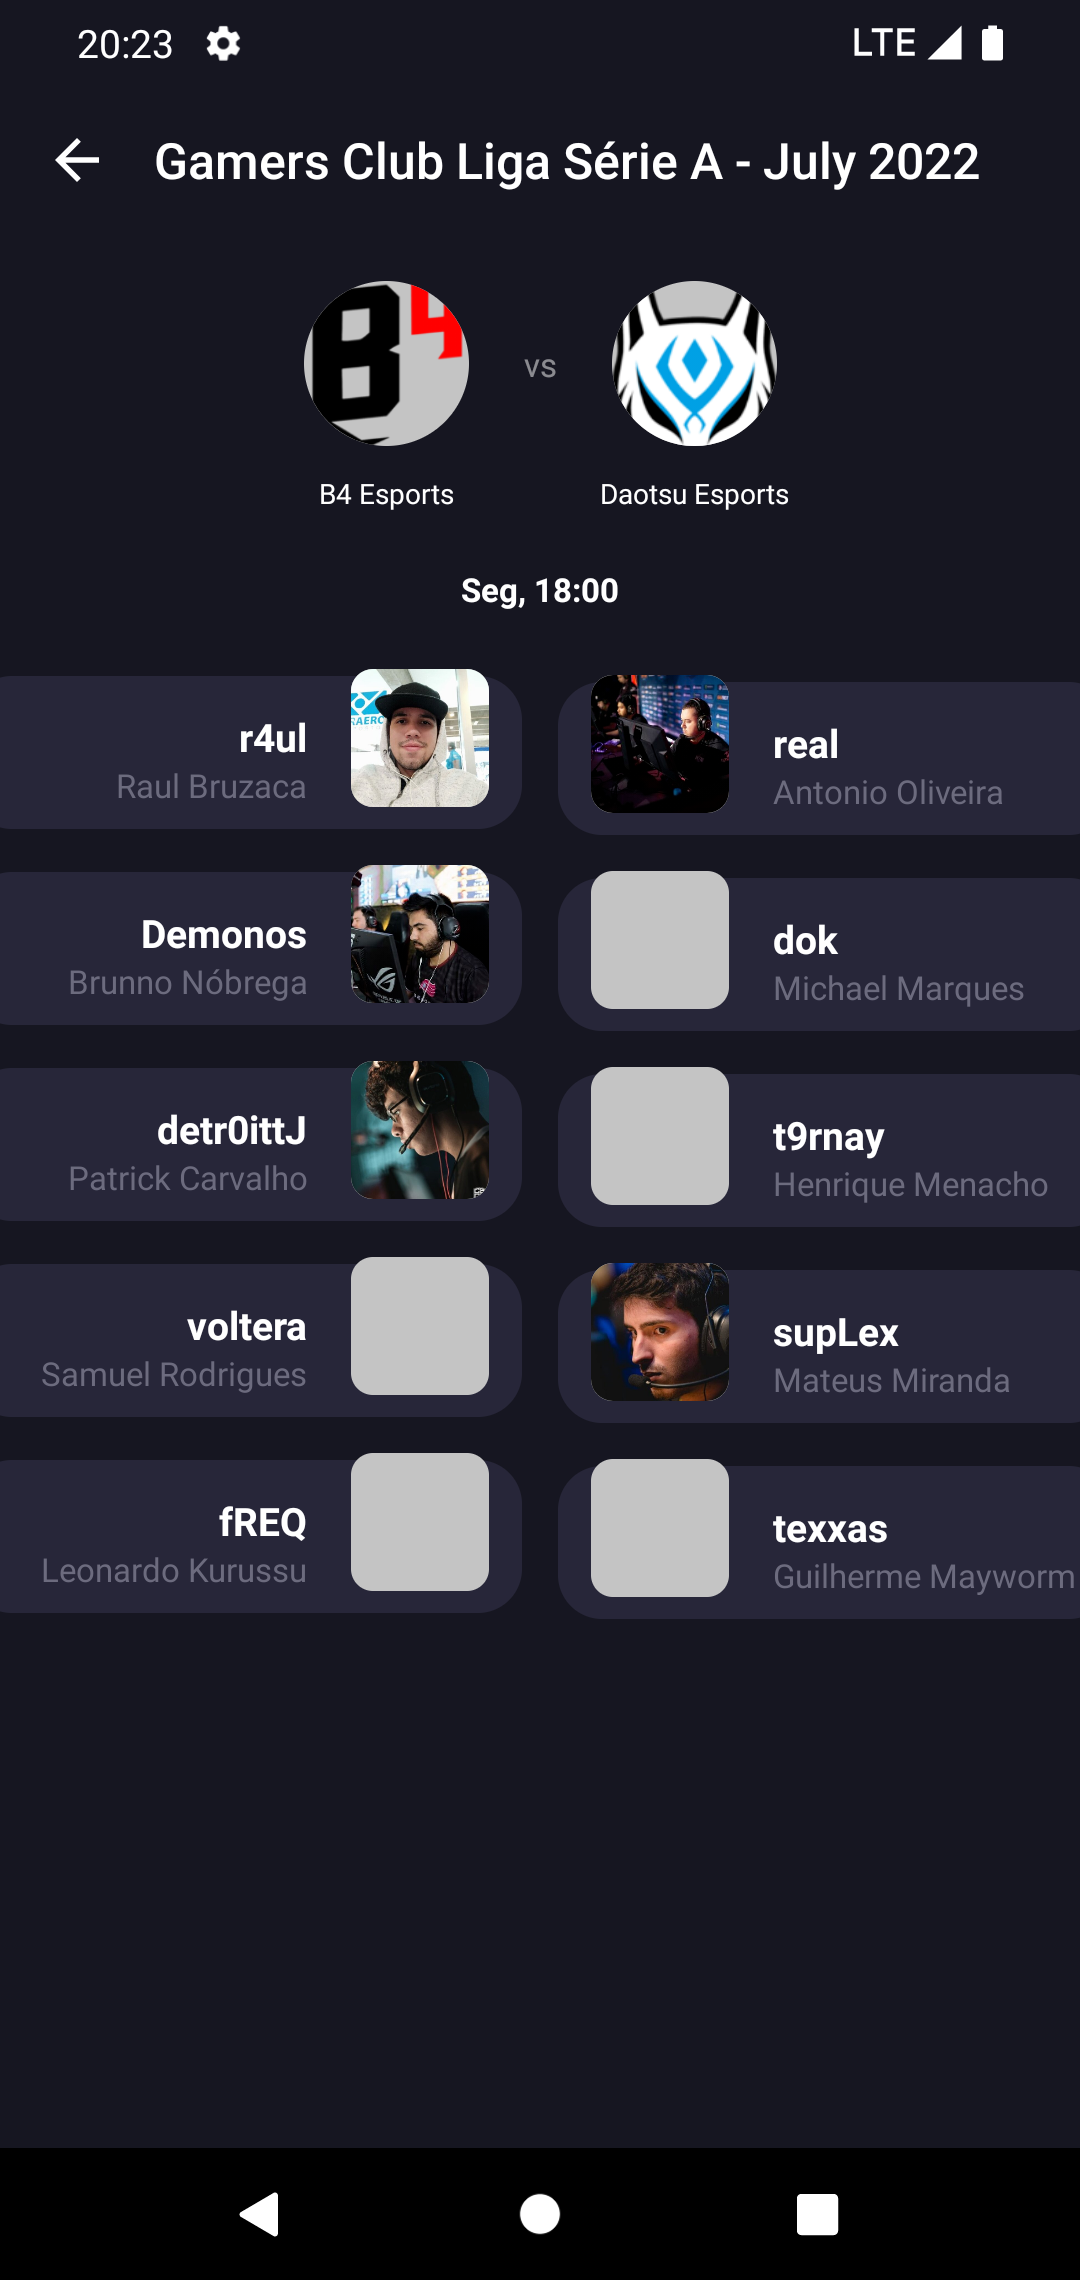 20:23
LTE
Gamers Club Liga Série A - July 2022
B4
vs
B4 Esports
Daotsu Esports
Seg, 18:00
r4ul
Raul Bruzaca
real
Antonio Oliveira
Demonos
Brunno Nóbrega
dok
Michael Marques
detr0ittJ
Patrick Carvalho
t9rnay
Henrique Menacho
voltera
Samuel Rodrigues
supLex
Mateus Miranda
fREQ
Leonardo Kurussu
texxas
Guilherme Mayworm